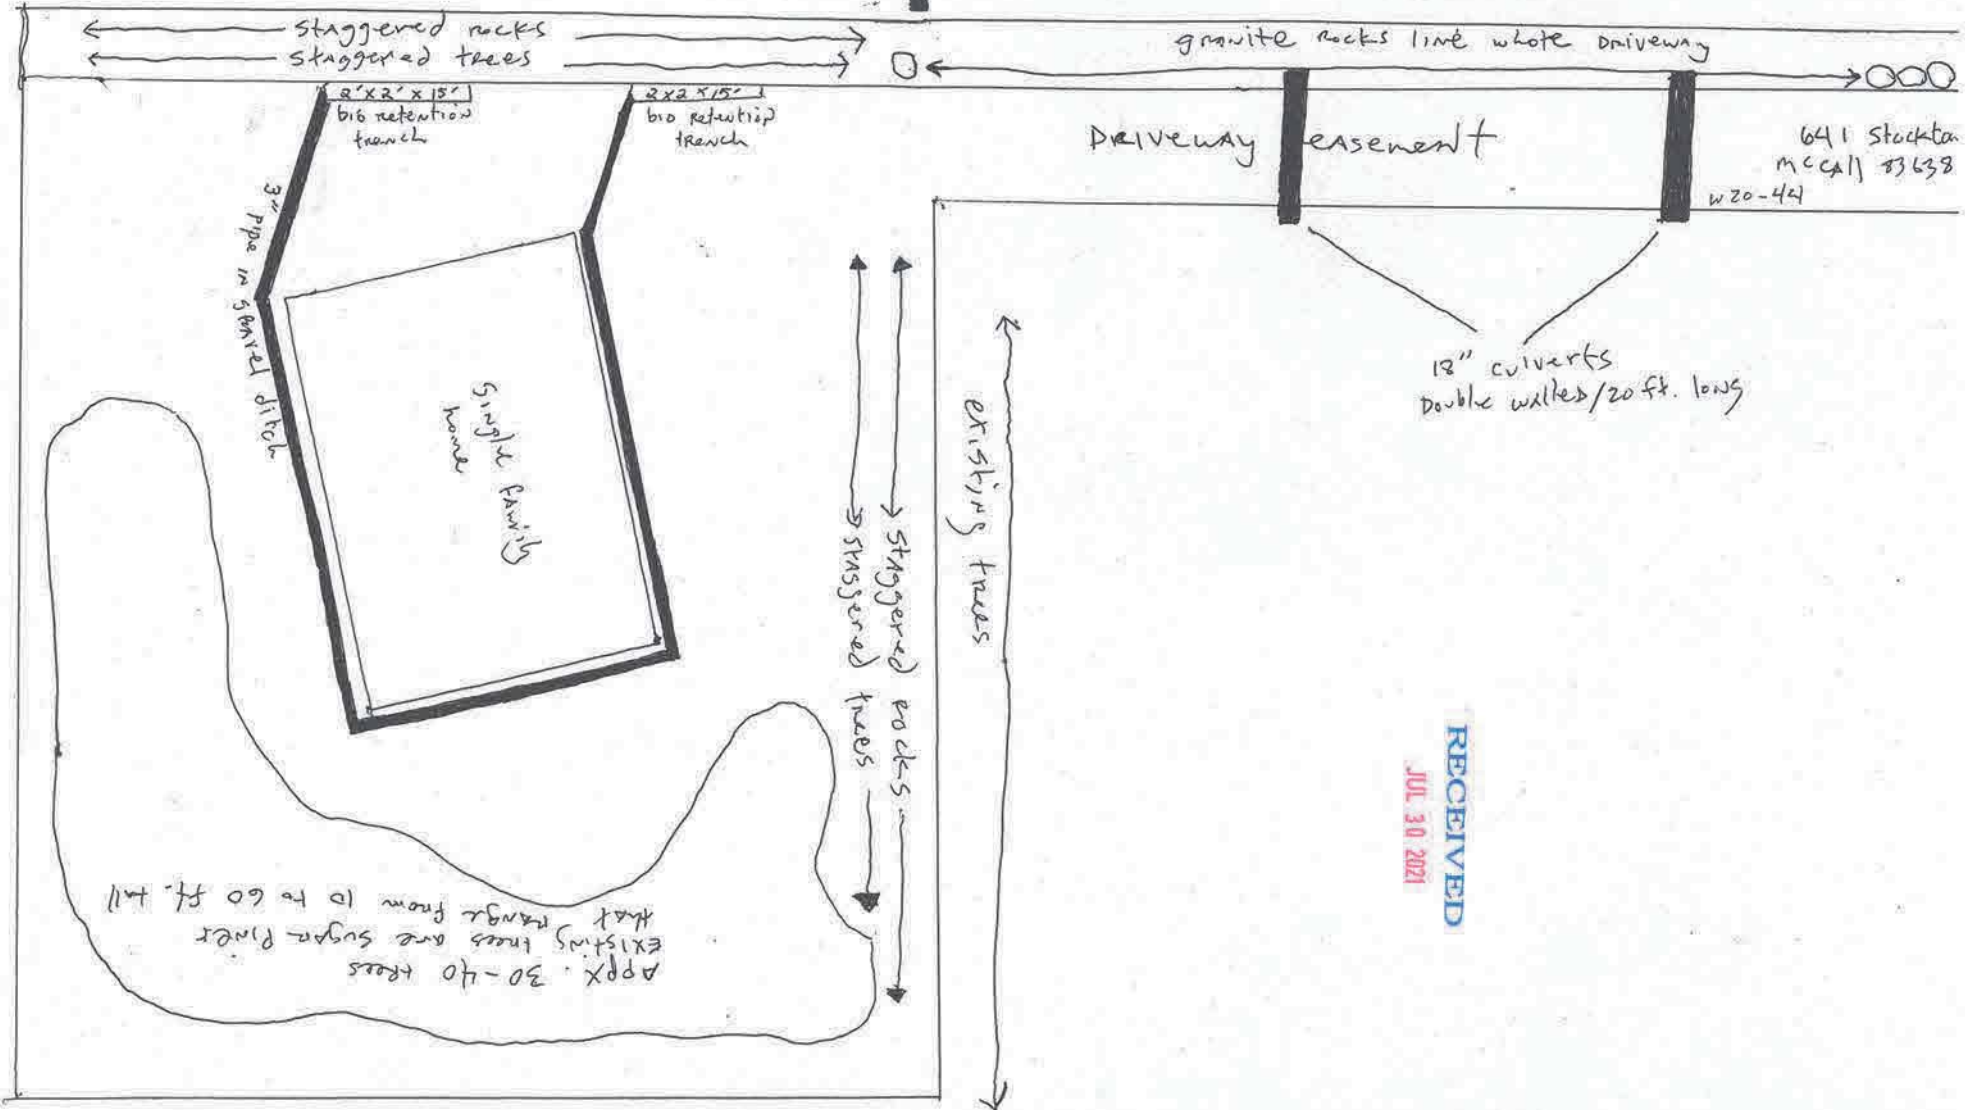 staggered rocks
staggered trees
granite rocks line whole Driveway
2'x2'x15'
bio retention
trench
2x2x15'
bio retention
trench
Driveway easement
641 Stockton
McCall 83638
W20-44
3" pipe in gravel ditch
single family
home
staggered rocks
staggered trees
existing trees
18" culverts
Double walled/20 ft. long
RECEIVED
JUL 30 2021
Appx. 30-40 trees
Existing trees are sugar Pines
that range from 10 to 60 ft. tall